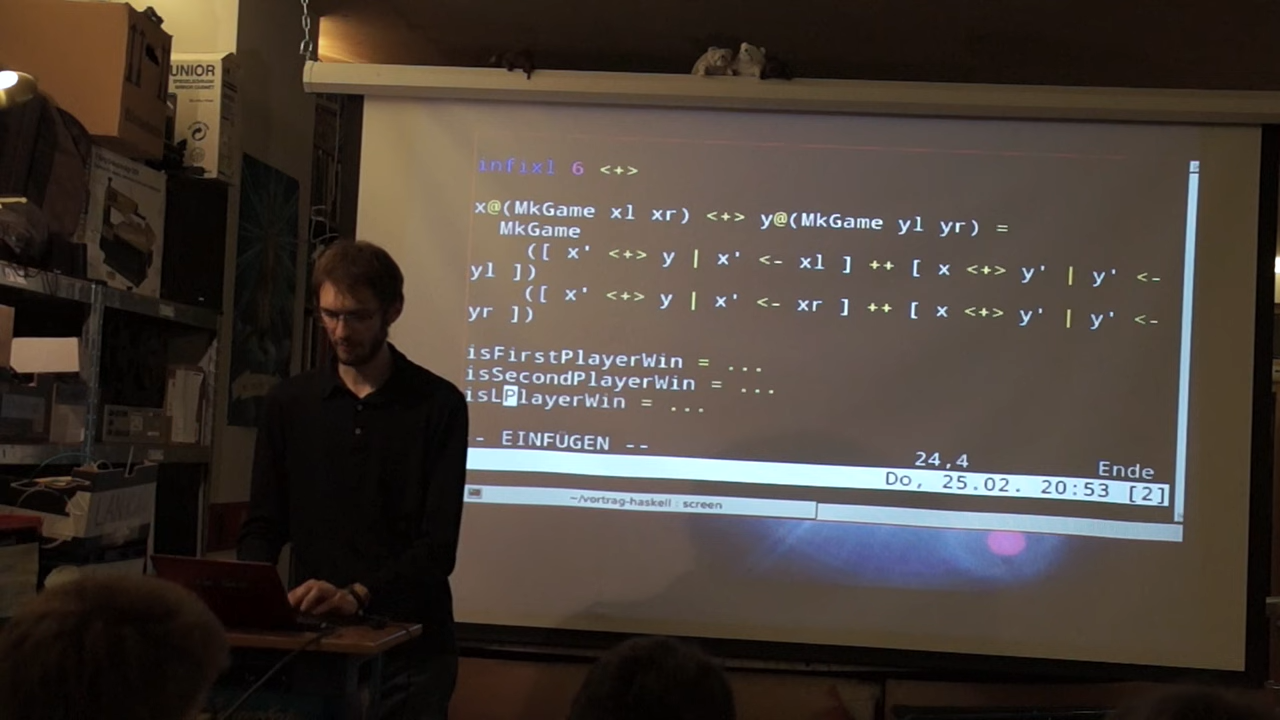 UNIOR
infixl 6 <+>
x@(MkGame xl xr) <+> y@(MkGame yl yr) =
MkGame
([ x' <+> y | x' <- xl ] ++ [ x <+> y' | y' <-
yl ])
([ x' <+> y | x' <- xr ] ++ [ x <+> y' | y' <-
yr ])
isFirstPlayerWin = ...
isSecondPlayerWin = ...
isLPlayerWin = ...
- EINFÜGEN --
24,4 Ende
Do, 25.02. 20:53 [2]
~/vortrag-haskell : screen